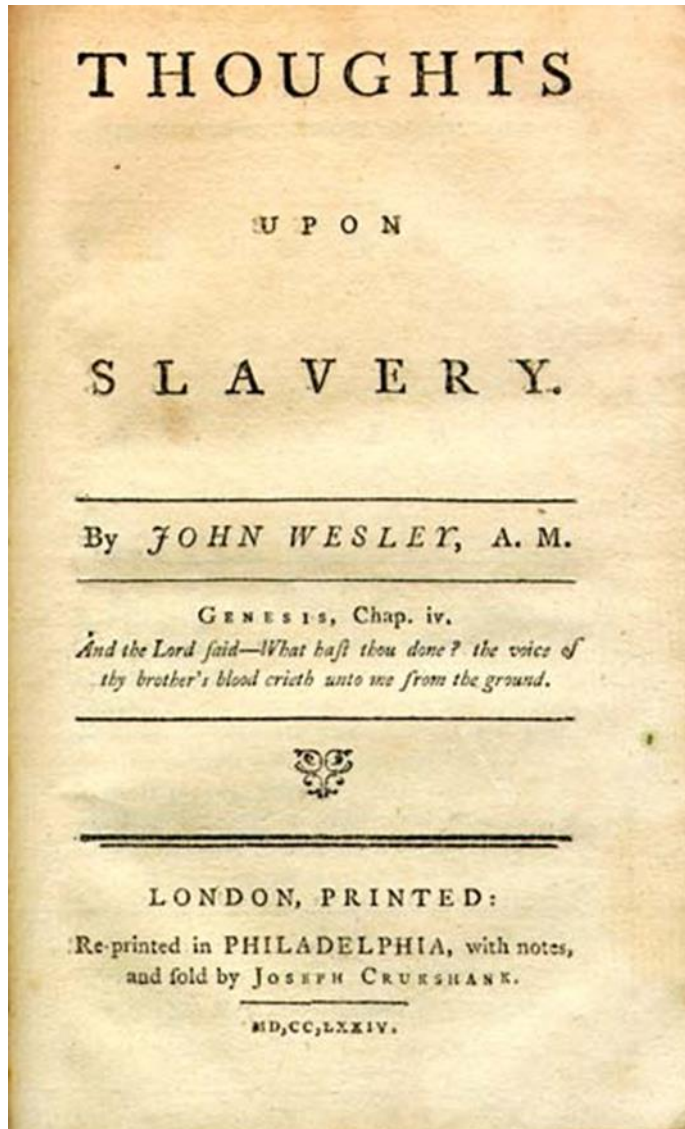 THOUGHTS
UPON
SLAVERY.
By JOHN WESLEY, A. M.
GENESIS, Chap. iv.
And the Lord ſaid—What haſt thou done? the voice of
thy brother's blood crieth unto me from the ground.
LONDON, PRINTED:
Re-printed in PHILADELPHIA, with notes,
and ſold by JOSEPH CRUKSHANK.
MD,CC,LXXIV.